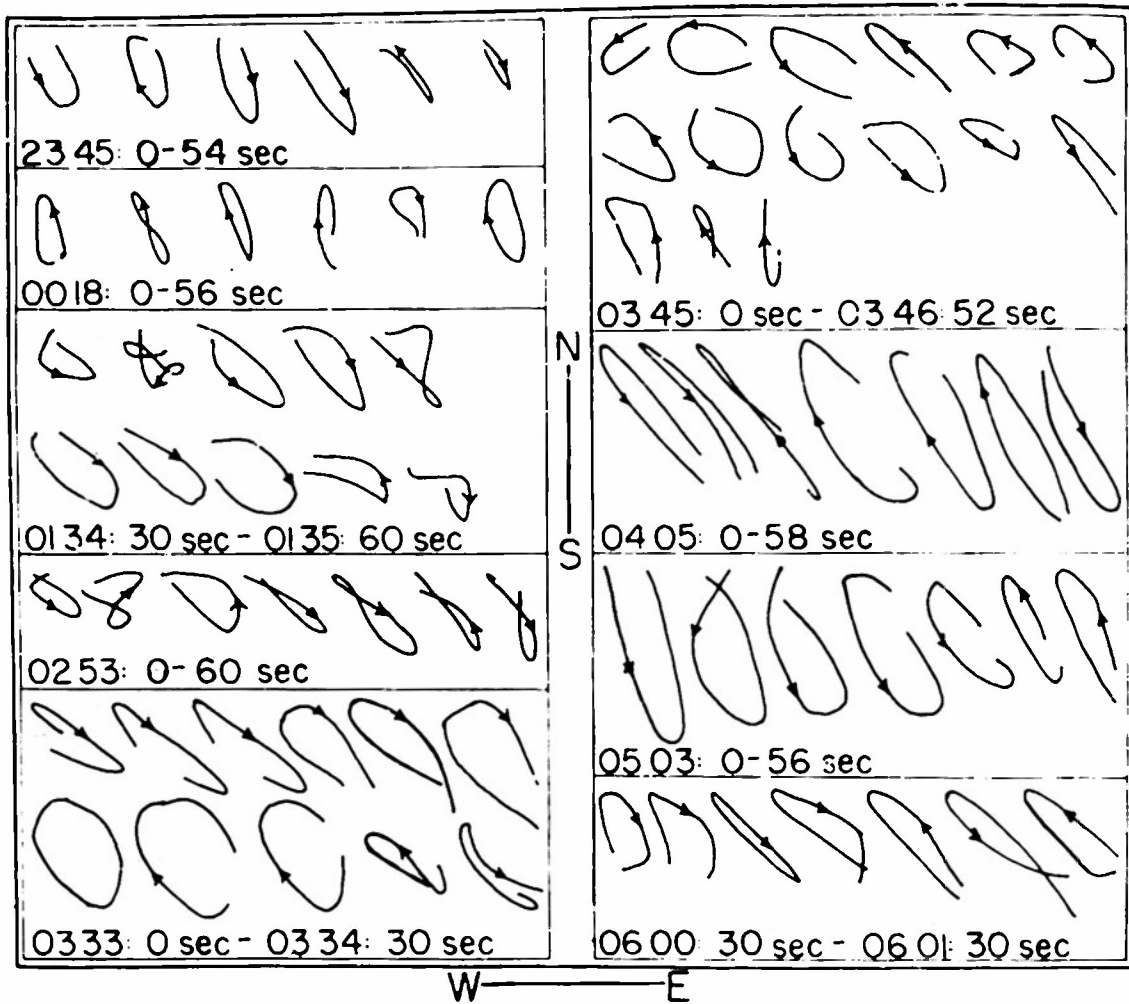 2345: 0-54 sec
0018: 0-56 sec
0134: 30 sec - 0135: 60 sec
0253: 0-60 sec
0333: 0 sec - 0334: 30 sec
N
S
0345: 0 sec - 0346: 52 sec
0405: 0-58 sec
0503: 0-56 sec
0600: 30 sec - 0601: 30 sec
W E